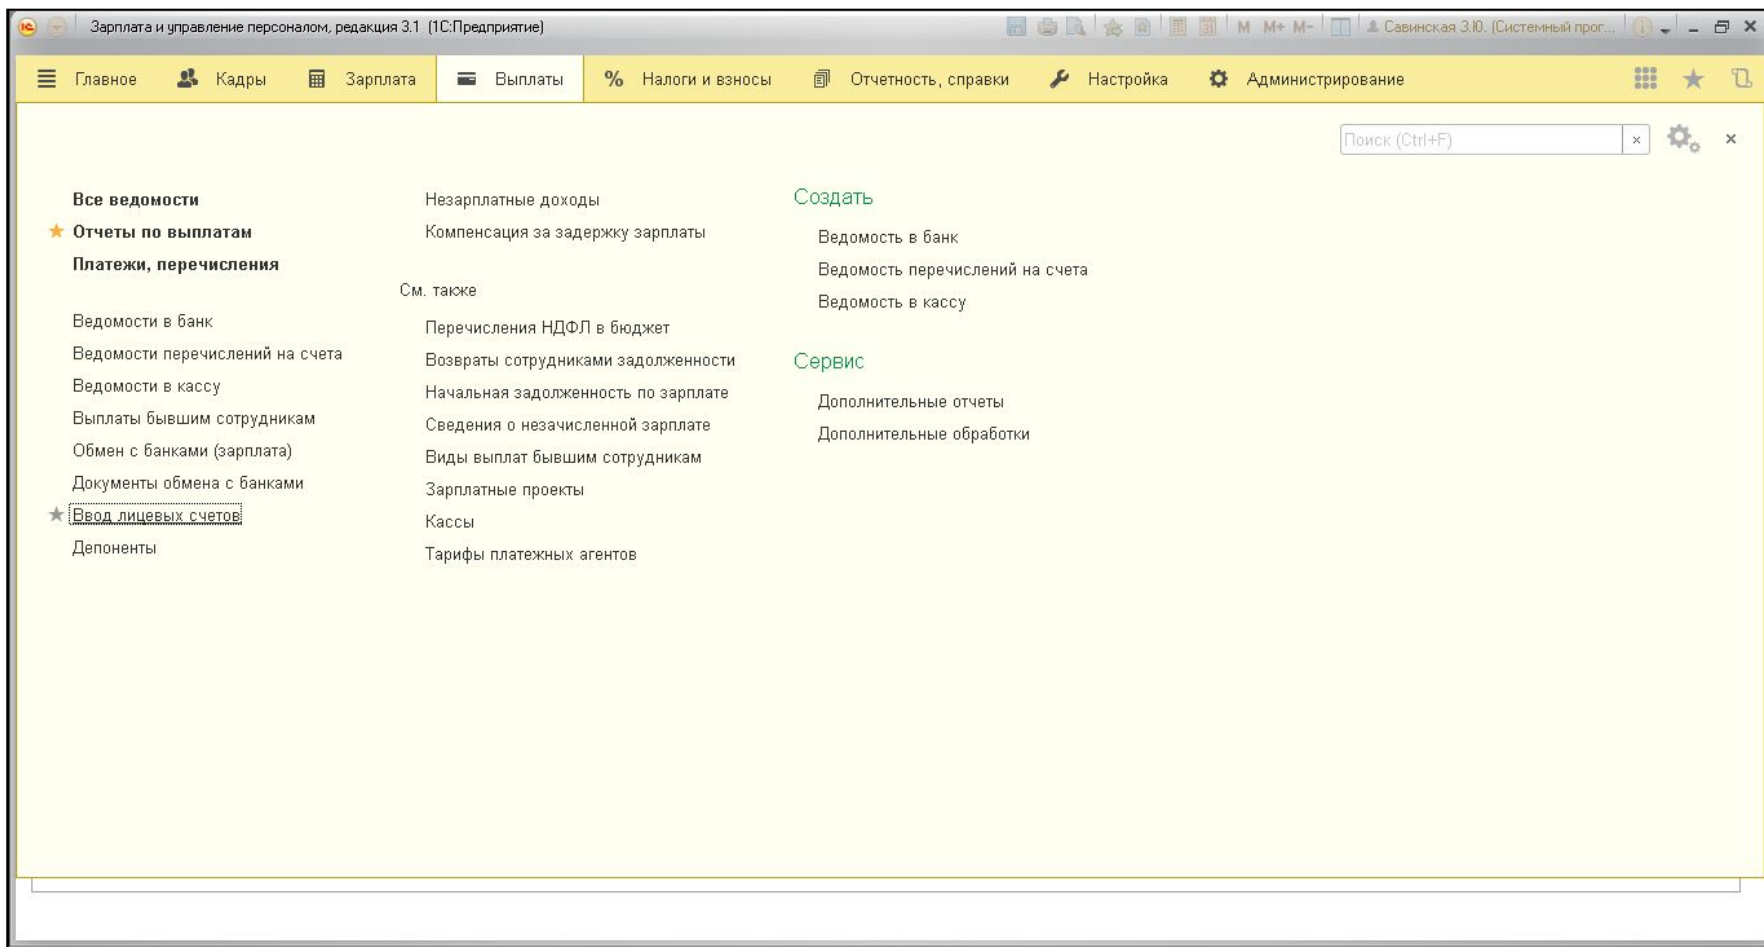 Зарплата и управление персоналом, редакция 3.1 (1С:Предприятие)
M M+ M- Савинская З.Ю. (Системный прог...
Главное Кадры Зарплата Выплаты % Налоги и взносы Отчетность, справки Настройка Администрирование
Поиск (Ctrl+F)
Все ведомости
Отчеты по выплатам
Платежи, перечисления
Ведомости в банк
Ведомости перечислений на счета
Ведомости в кассу
Выплаты бывшим сотрудникам
Обмен с банками (зарплата)
Документы обмена с банками
Ввод лицевых счетов
Депоненты
Незарплатные доходы
Компенсация за задержку зарплаты
См. также
Перечисления НДФЛ в бюджет
Возвраты сотрудниками задолженности
Начальная задолженность по зарплате
Сведения о незачисленной зарплате
Виды выплат бывшим сотрудникам
Зарплатные проекты
Кассы
Тарифы платежных агентов
Создать
Ведомость в банк
Ведомость перечислений на счета
Ведомость в кассу
Сервис
Дополнительные отчеты
Дополнительные обработки